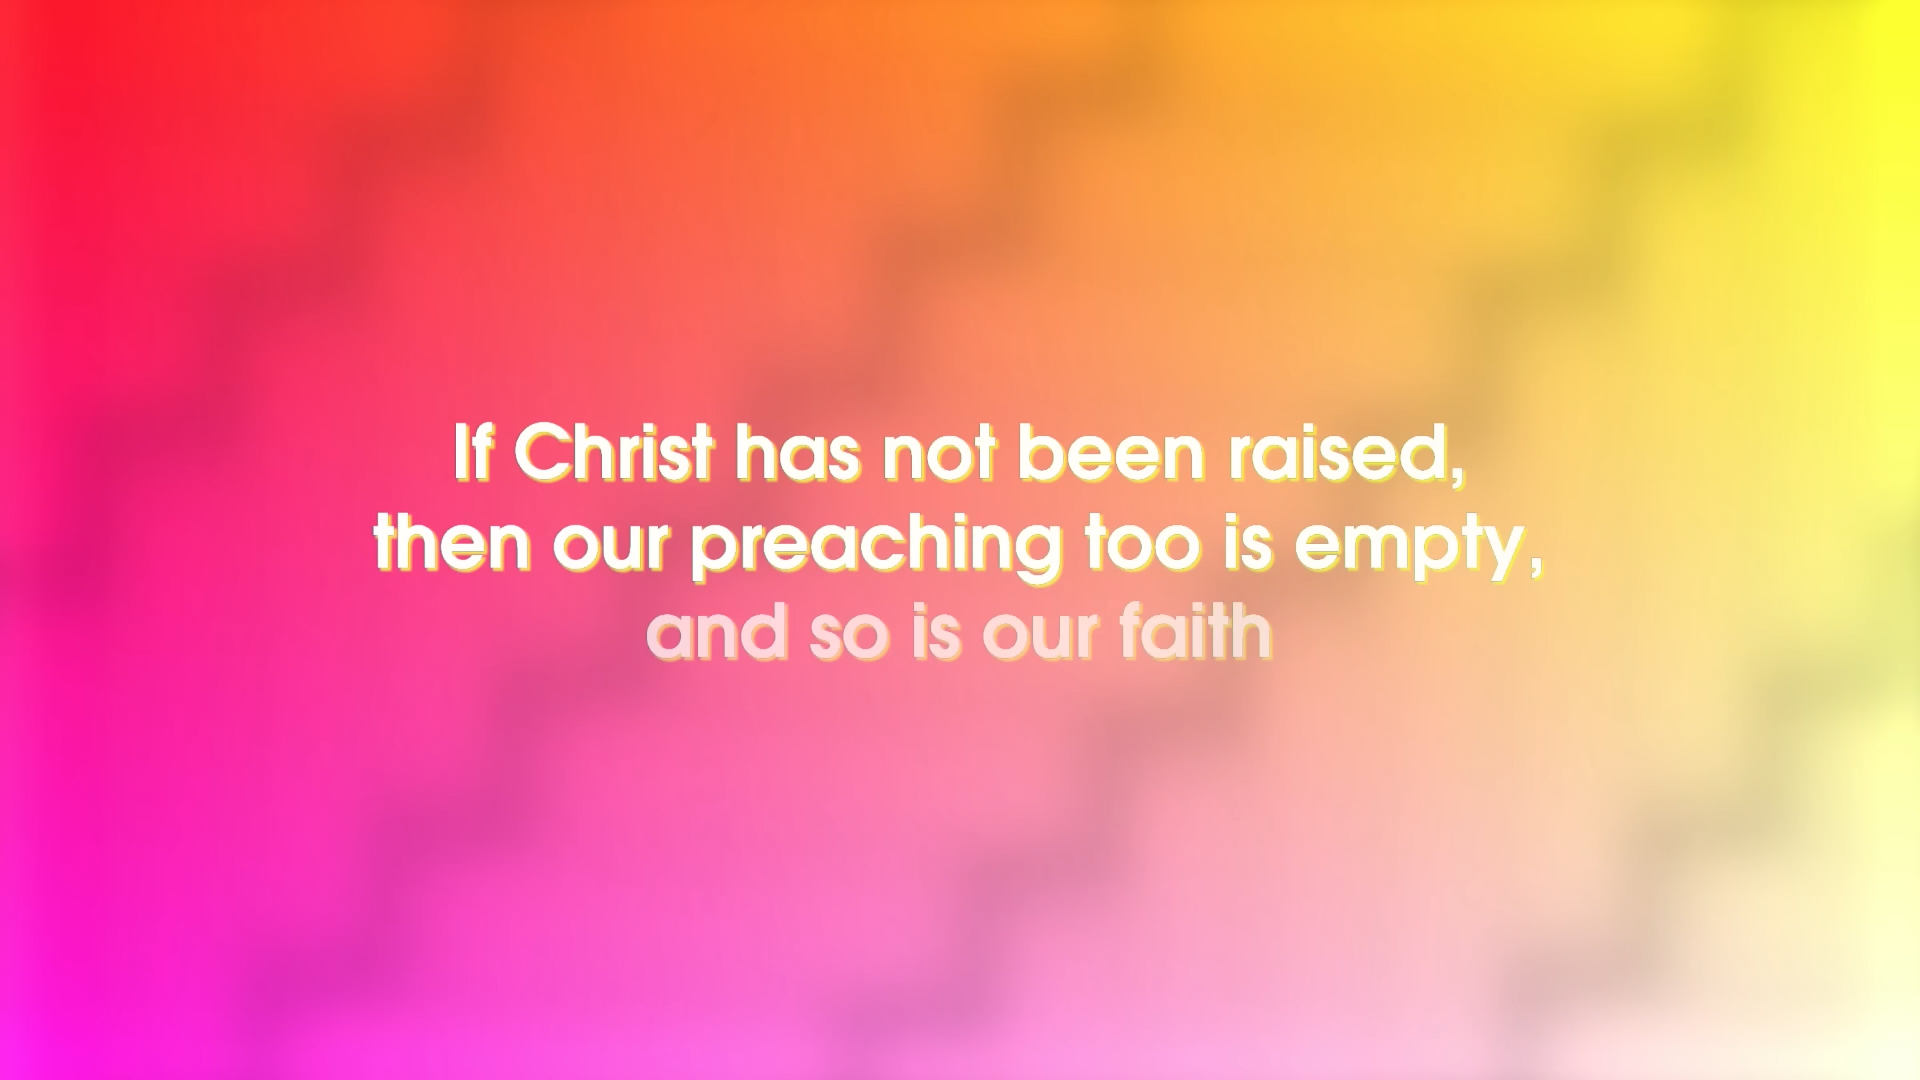 If Christ has not been raised,
then our preaching too is empty,
and so is our faith